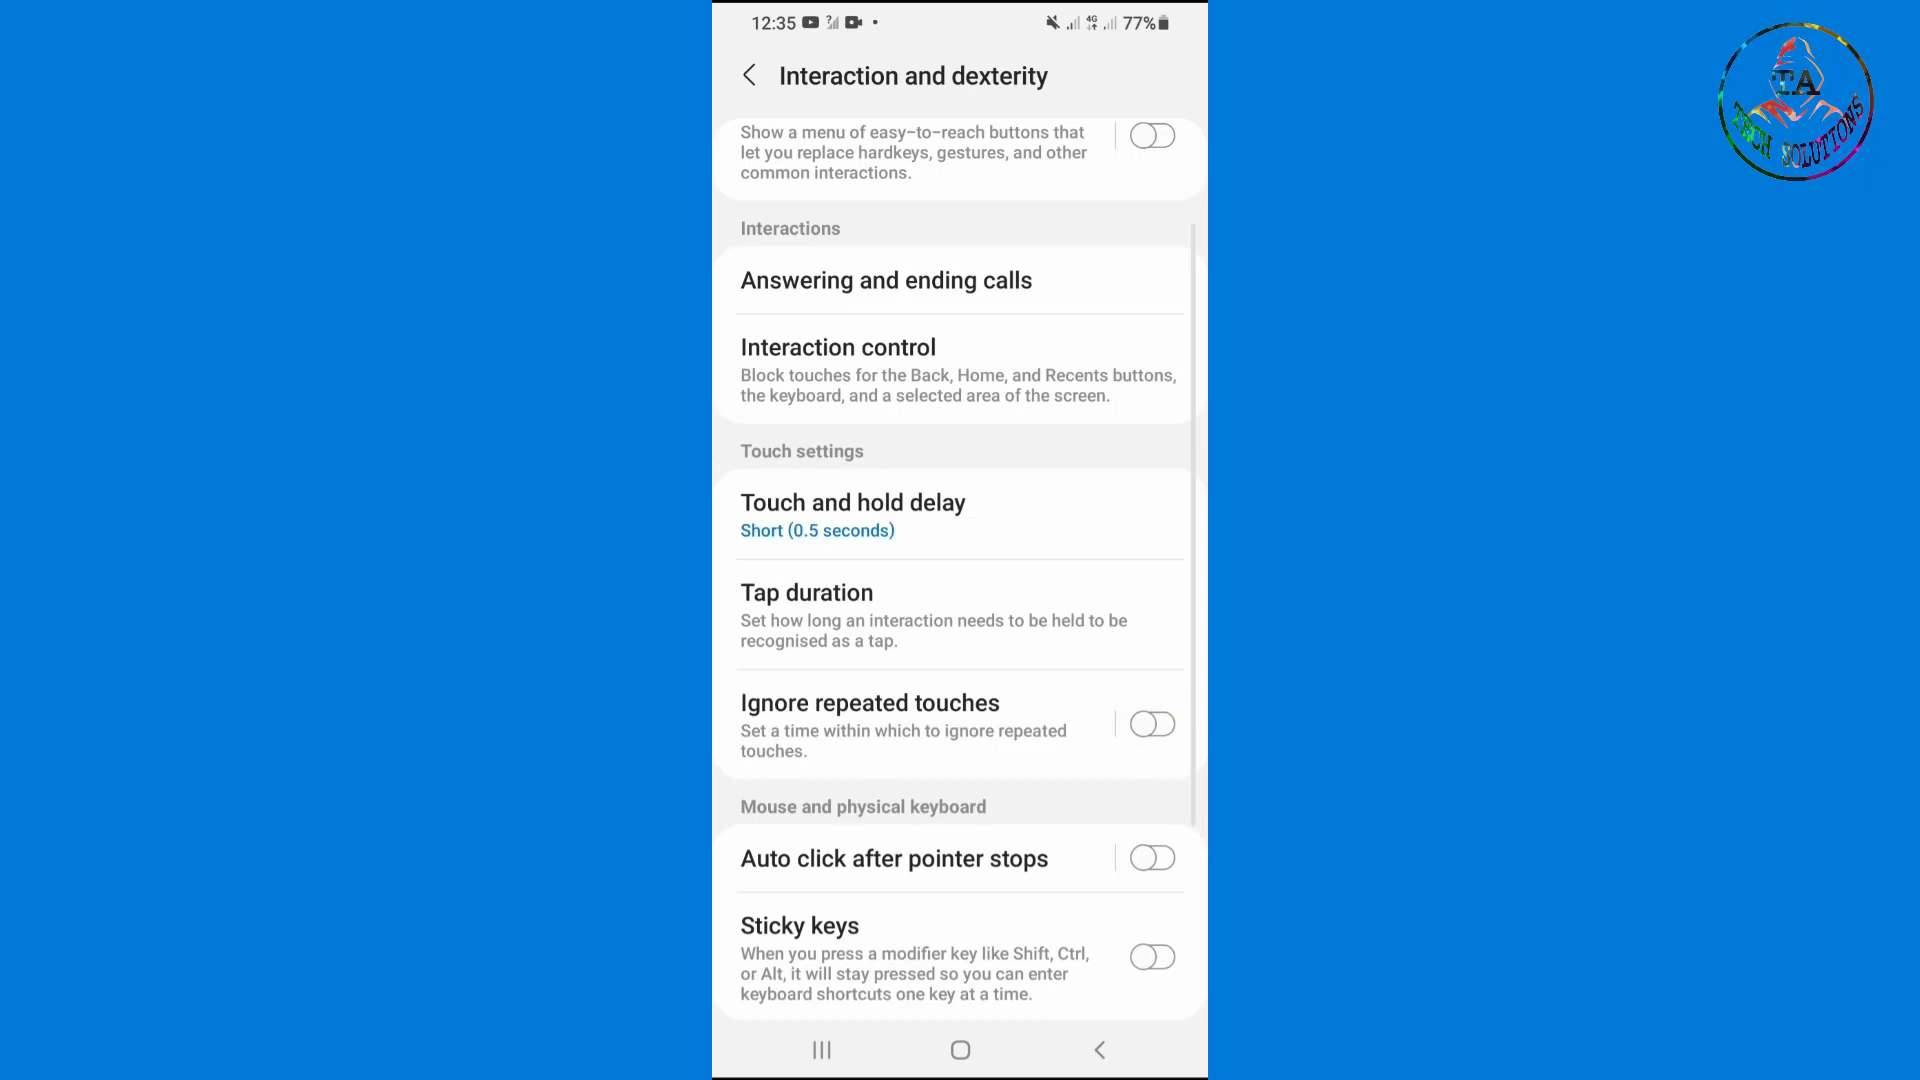 12:35
4G
77%
Interaction and dexterity
Show a menu of easy-to-reach buttons that
let you replace hardkeys, gestures, and other
common interactions.
Interactions
Answering and ending calls
Interaction control
Block touches for the Back, Home, and Recents buttons,
the keyboard, and a selected area of the screen.
Touch settings
Touch and hold delay
Short (0.5 seconds)
Tap duration
Set how long an interaction needs to be held to be
recognised as a tap.
Ignore repeated touches
Set a time within which to ignore repeated
touches.
Mouse and physical keyboard
Auto click after pointer stops
Sticky keys
When you press a modifier key like Shift, Ctrl,
or Alt, it will stay pressed so you can enter
keyboard shortcuts one key at a time.
TA
TECH SOLUTIONS